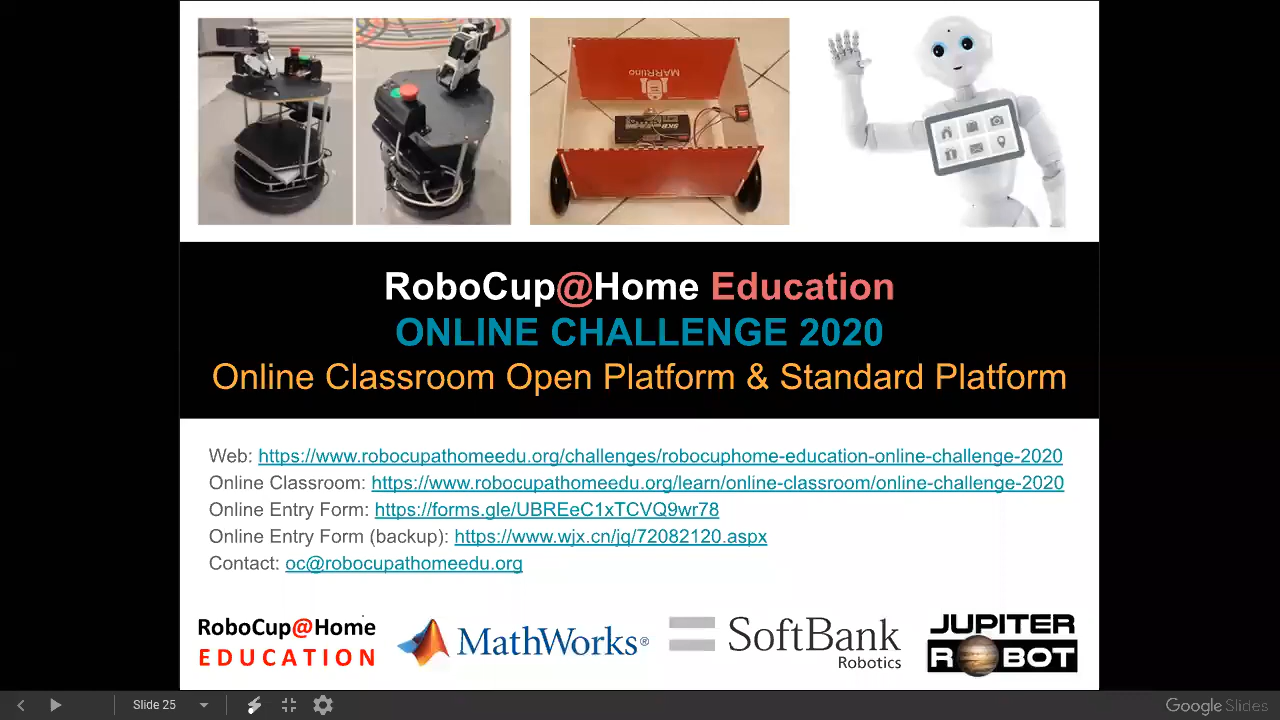 MARRtino
RoboCup@Home Education
ONLINE CHALLENGE 2020
Online Classroom Open Platform & Standard Platform
Web: https://www.robocupathomeedu.org/challenges/robocuphome-education-online-challenge-2020
Online Classroom: https://www.robocupathomeedu.org/learn/online-classroom/online-challenge-2020
Online Entry Form: https://forms.gle/UBREeC1xTCVQ9wr78
Online Entry Form (backup): https://www.wjx.cn/jq/72082120.aspx
Contact: oc@robocupathomeedu.org
RoboCup@Home
EDUCATION
MathWorks®
SoftBank
Robotics
JUPITER
ROBOT
Slide 25
Google Slides